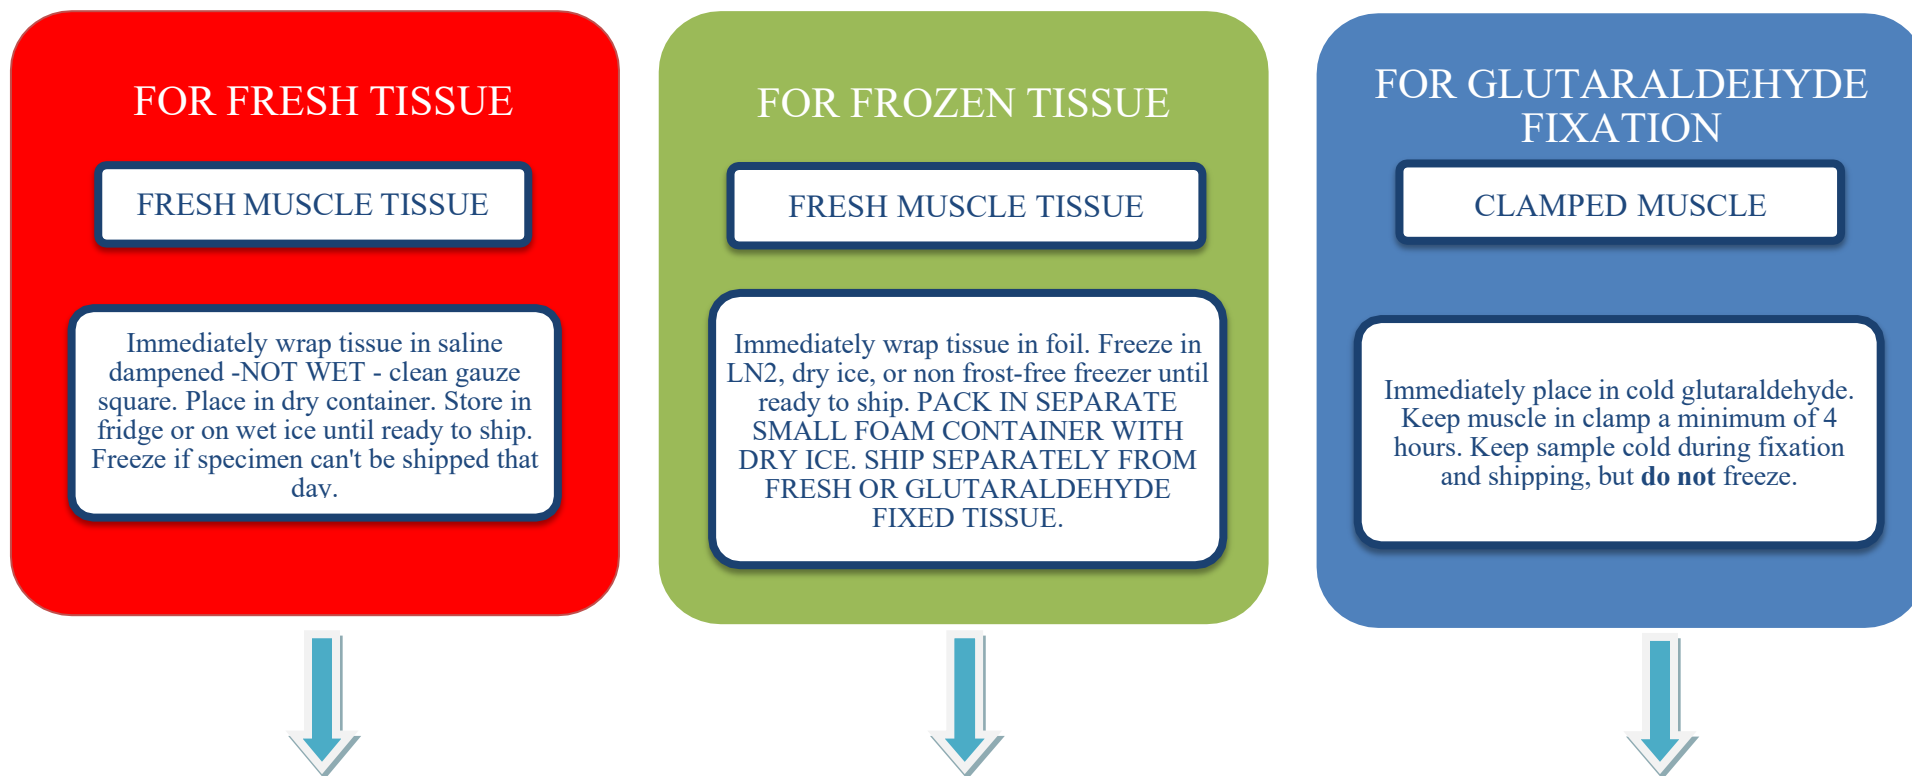 FOR FRESH TISSUE
FRESH MUSCLE TISSUE
Immediately wrap tissue in saline
dampened -NOT WET - clean gauze
square. Place in dry container. Store in
fridge or on wet ice until ready to ship.
Freeze if specimen can't be shipped that
day.
FOR FROZEN TISSUE
FRESH MUSCLE TISSUE
Immediately wrap tissue in foil. Freeze in
LN2, dry ice, or non frost-free freezer until
ready to ship. PACK IN SEPARATE
SMALL FOAM CONTAINER WITH
DRY ICE. SHIP SEPARATELY FROM
FRESH OR GLUTARALDEHYDE
FIXED TISSUE.
FOR GLUTARALDEHYDE
FIXATION
CLAMPED MUSCLE
Immediately place in cold glutaraldehyde.
Keep muscle in clamp a minimum of 4
hours. Keep sample cold during fixation
and shipping, but do not freeze.